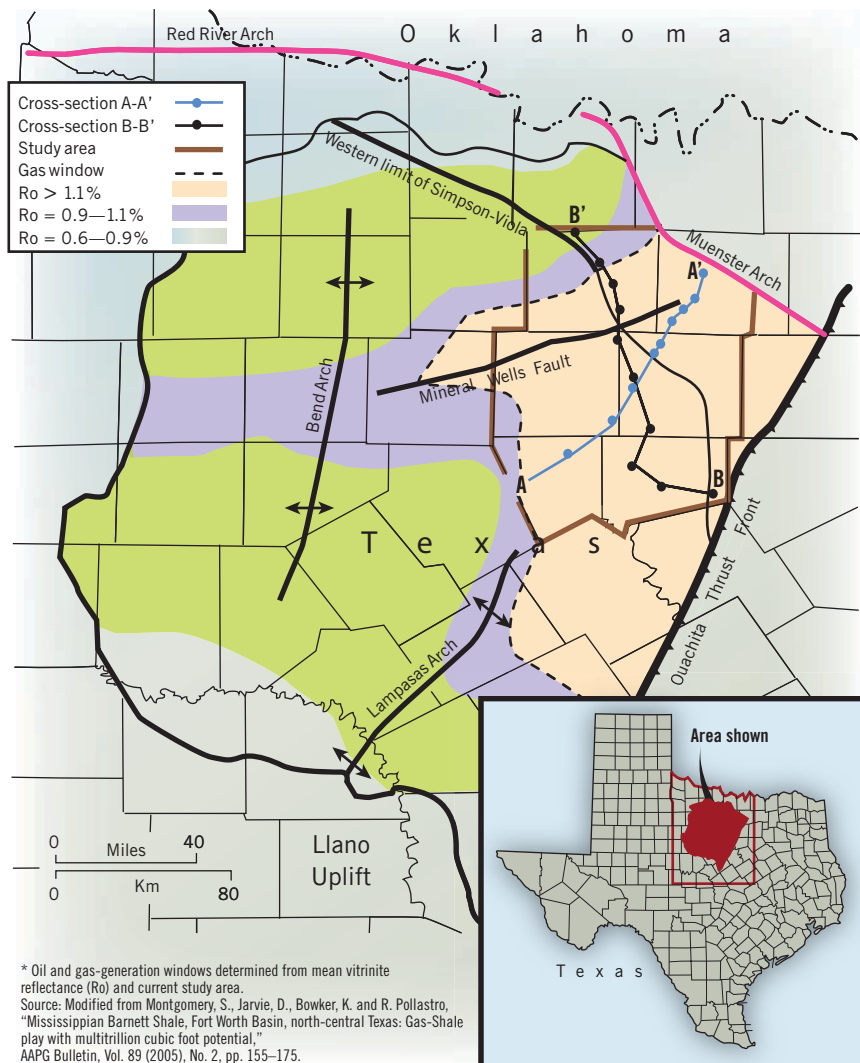 Oklahoma
Red River Arch
Cross-section A-A'
Cross-section B-B'
Study area
Gas window
Ro > 1.1%
Ro = 0.9—1.1%
Ro = 0.6—0.9%
Western limit of Simpson-Viola
B'
A'
Muenster Arch
Bend Arch
Mineral Wells Fault
A
B
Texas
Ouachita Thrust Front
Lampasas Arch
0 Miles 40
0 Km 80
Llano
Uplift
Area shown
Texas
* Oil and gas-generation windows determined from mean vitrinite
reflectance (Ro) and current study area.
Source: Modified from Montgomery, S., Jarvie, D., Bowker, K. and R. Pollastro,
“Mississippian Barnett Shale, Fort Worth Basin, north-central Texas: Gas-Shale
play with multitrillion cubic foot potential,”
AAPG Bulletin, Vol. 89 (2005), No. 2, pp. 155–175.